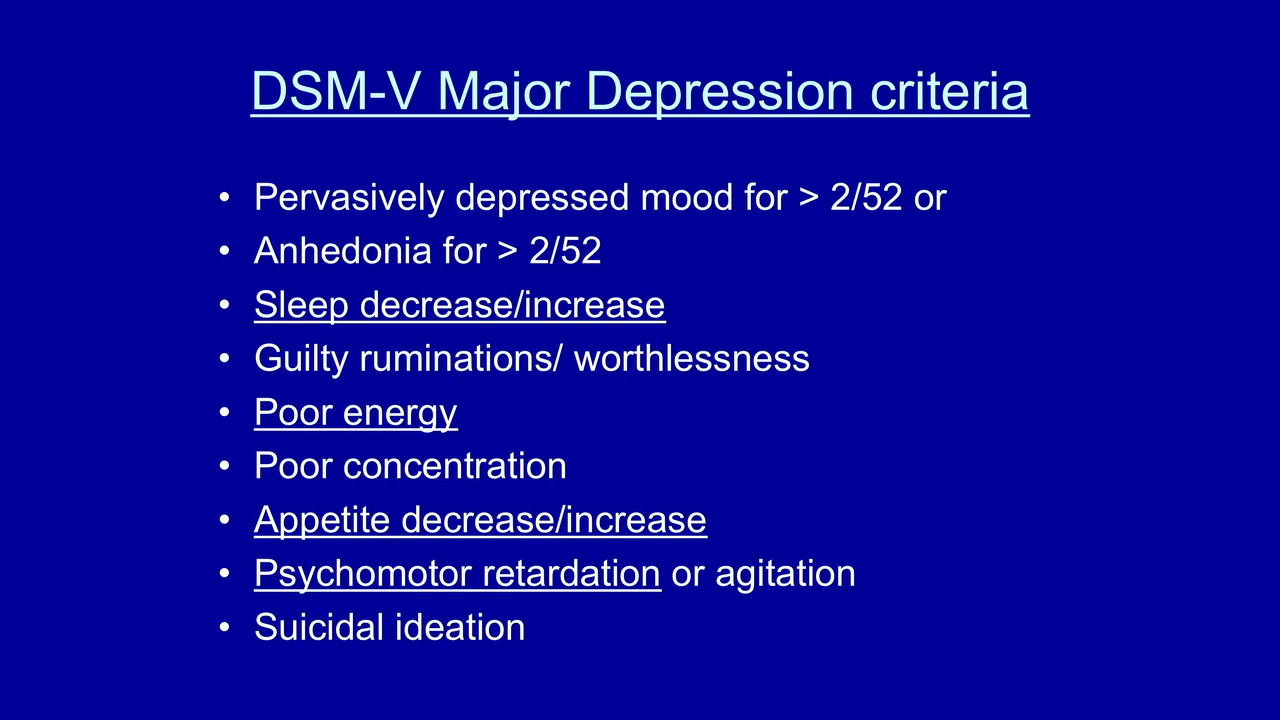 DSM-V Major Depression criteria
• Pervasively depressed mood for > 2/52 or
• Anhedonia for > 2/52
• Sleep decrease/increase
• Guilty ruminations/ worthlessness
• Poor energy
• Poor concentration
• Appetite decrease/increase
• Psychomotor retardation or agitation
• Suicidal ideation